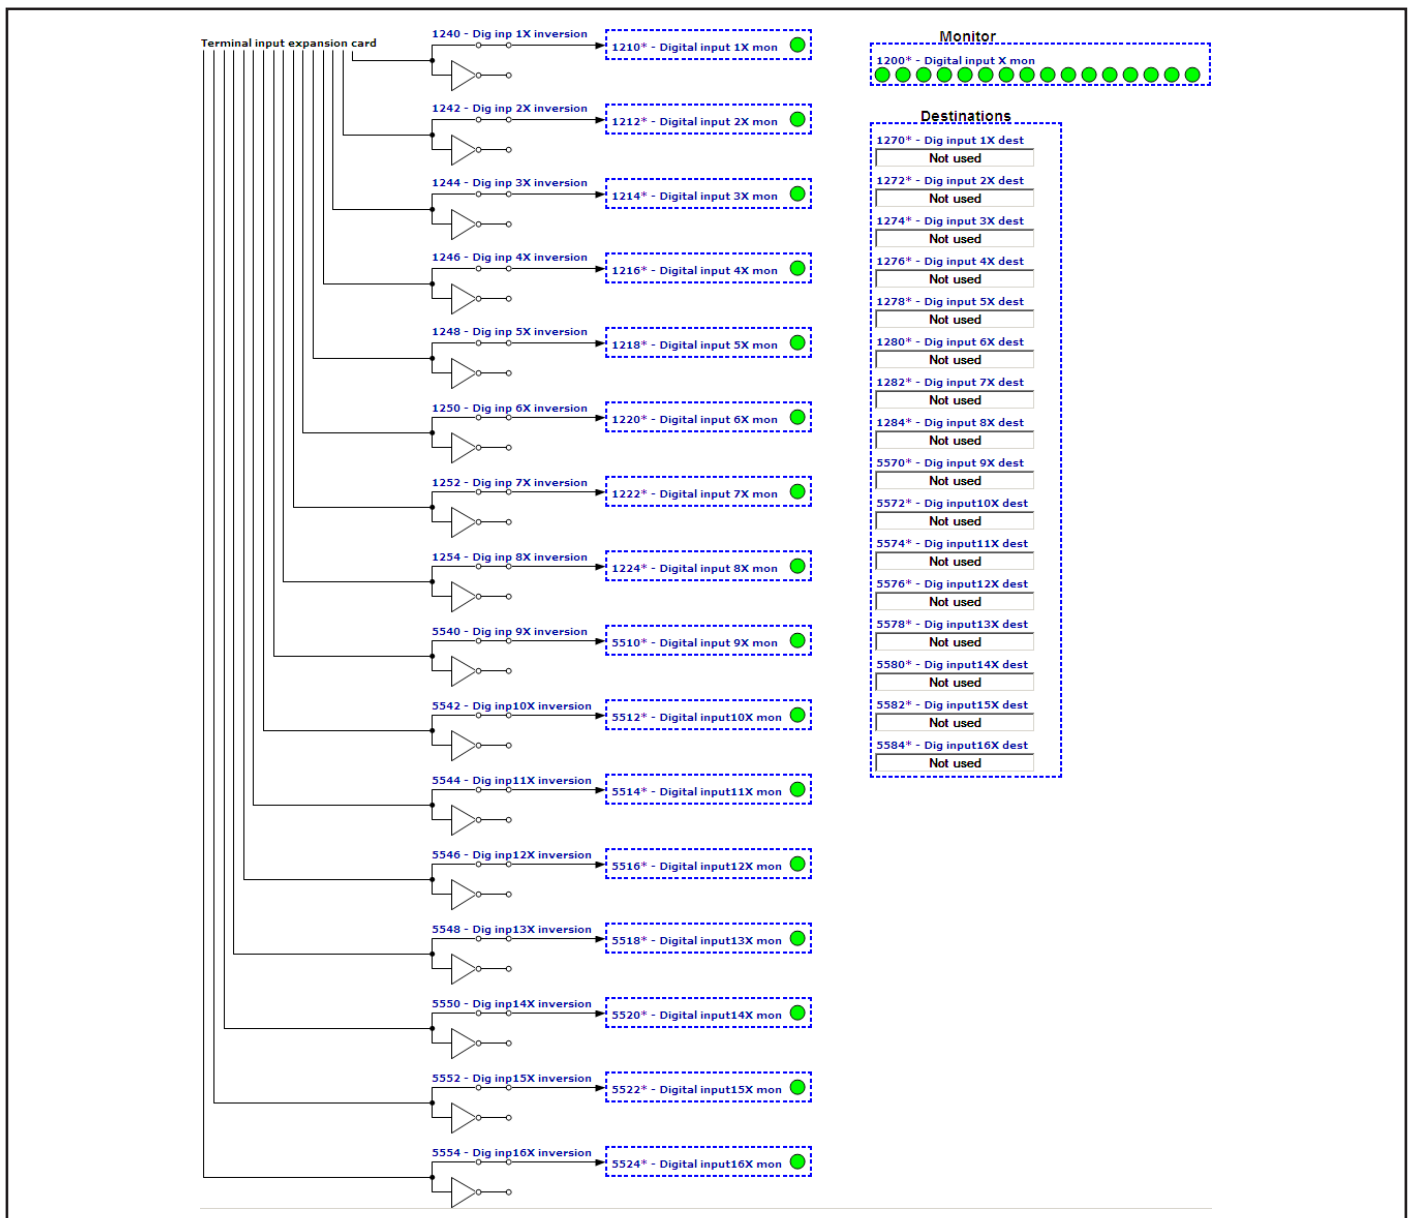 Terminal input expansion card
1240 - Dig inp 1X inversion
1210* - Digital input 1X mon
1242 - Dig inp 2X inversion
1212* - Digital input 2X mon
1244 - Dig inp 3X inversion
1214* - Digital input 3X mon
1246 - Dig inp 4X inversion
1216* - Digital input 4X mon
1248 - Dig inp 5X inversion
1218* - Digital input 5X mon
1250 - Dig inp 6X inversion
1220* - Digital input 6X mon
1252 - Dig inp 7X inversion
1222* - Digital input 7X mon
1254 - Dig inp 8X inversion
1224* - Digital input 8X mon
5540 - Dig inp 9X inversion
5510* - Digital input 9X mon
5542 - Dig inp10X inversion
5512* - Digital input10X mon
5544 - Dig inp11X inversion
5514* - Digital input11X mon
5546 - Dig inp12X inversion
5516* - Digital input12X mon
5548 - Dig inp13X inversion
5518* - Digital input13X mon
5550 - Dig inp14X inversion
5520* - Digital input14X mon
5552 - Dig inp15X inversion
5522* - Digital input15X mon
5554 - Dig inp16X inversion
5524* - Digital input16X mon
Monitor
1200* - Digital input X mon
Destinations
1270* - Dig input 1X dest
Not used
1272* - Dig input 2X dest
Not used
1274* - Dig input 3X dest
Not used
1276* - Dig input 4X dest
Not used
1278* - Dig input 5X dest
Not used
1280* - Dig input 6X dest
Not used
1282* - Dig input 7X dest
Not used
1284* - Dig input 8X dest
Not used
5570* - Dig input 9X dest
Not used
5572* - Dig input10X dest
Not used
5574* - Dig input11X dest
Not used
5576* - Dig input12X dest
Not used
5578* - Dig input13X dest
Not used
5580* - Dig input14X dest
Not used
5582* - Dig input15X dest
Not used
5584* - Dig input16X dest
Not used